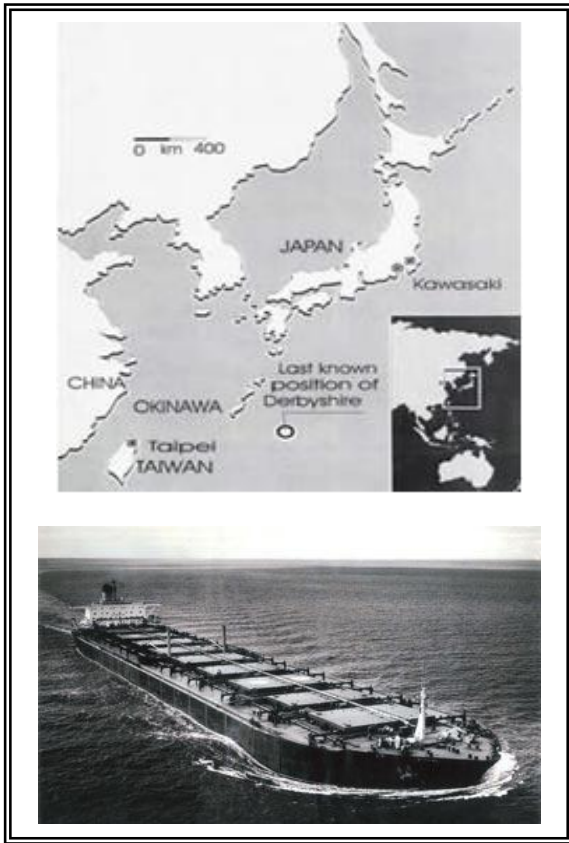 0 km 400
JAPAN
Kawasaki
Last known
position of
Derbyshire
CHINA
OKINAWA
Taipei
TAIWAN